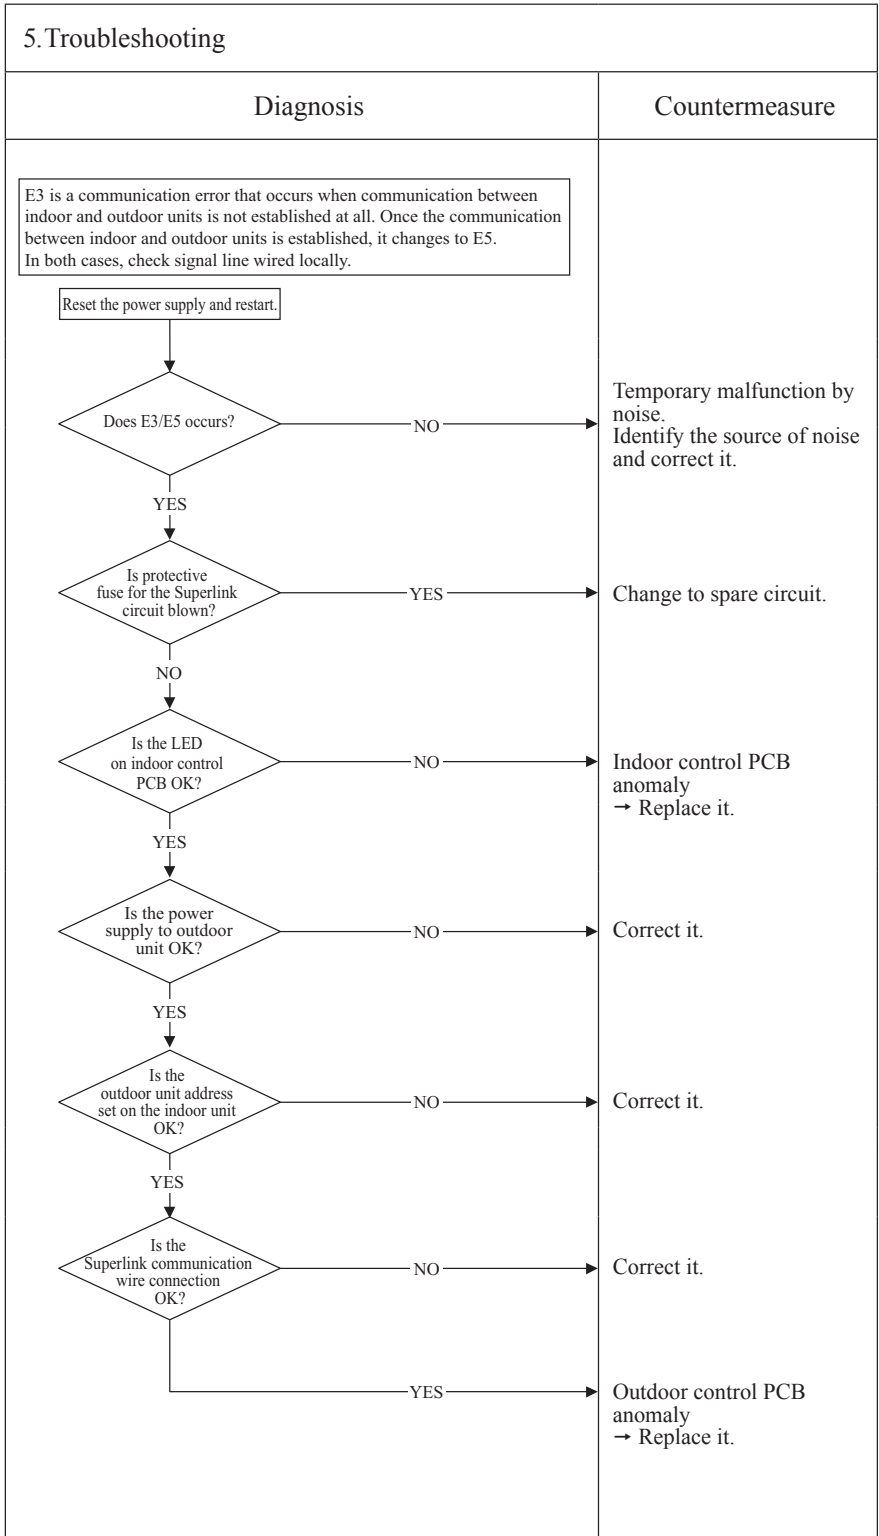 5.Troubleshooting
Diagnosis
Countermeasure
E3 is a communication error that occurs when communication between
indoor and outdoor units is not established at all. Once the communication
between indoor and outdoor units is established, it changes to E5.
In both cases, check signal line wired locally.
Reset the power supply and restart.
Does E3/E5 occurs?
NO
Temporary malfunction by
noise.
Identify the source of noise
and correct it.
YES
Is protective
fuse for the Superlink
circuit blown?
YES
Change to spare circuit.
NO
Is the LED
on indoor control
PCB OK?
NO
Indoor control PCB
anomaly
→ Replace it.
YES
Is the power
supply to outdoor
unit OK?
NO
Correct it.
YES
Is the
outdoor unit address
set on the indoor unit
OK?
NO
Correct it.
YES
Is the
Superlink communication
wire connection
OK?
NO
Correct it.
YES
Outdoor control PCB
anomaly
→ Replace it.